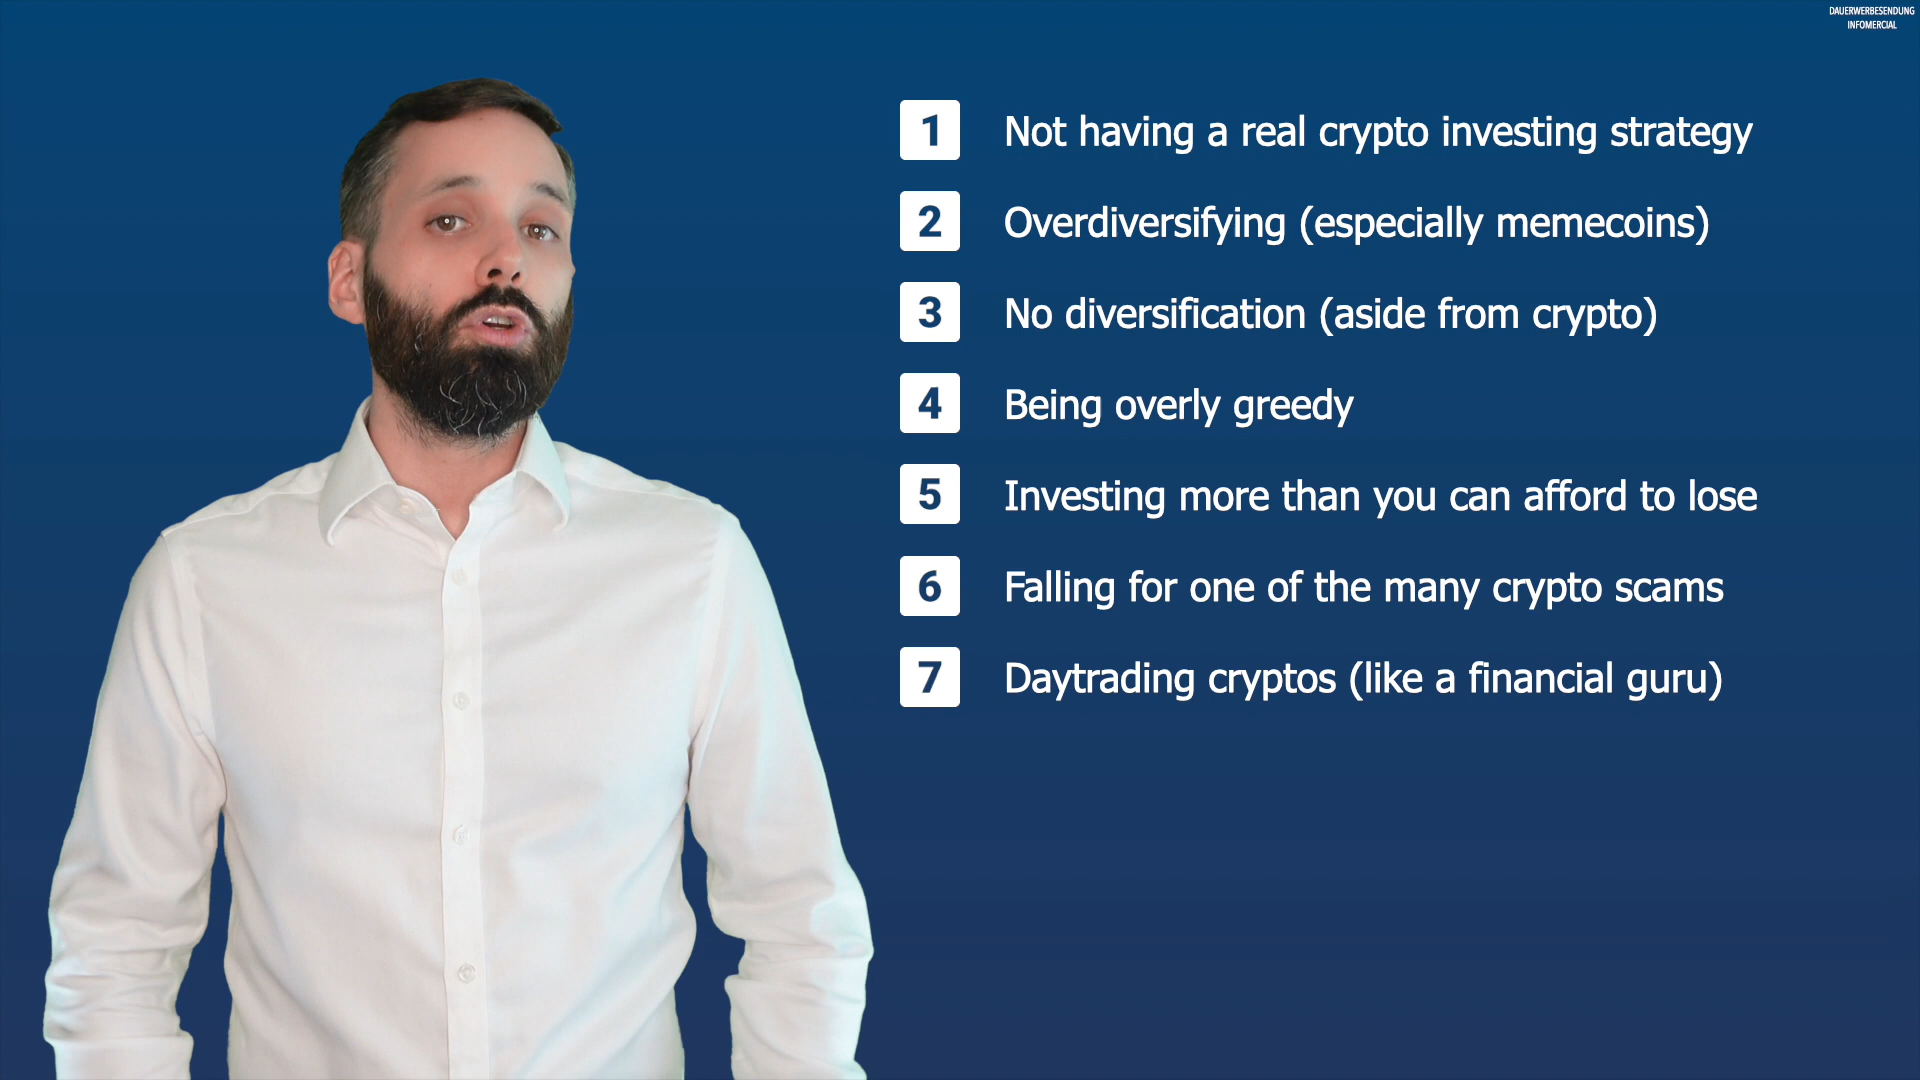 DAUERWERBESENDUNG
INFOMERCIAL
1 Not having a real crypto investing strategy
2 Overdiversifying (especially memecoins)
3 No diversification (aside from crypto)
4 Being overly greedy
5 Investing more than you can afford to lose
6 Falling for one of the many crypto scams
7 Daytrading cryptos (like a financial guru)